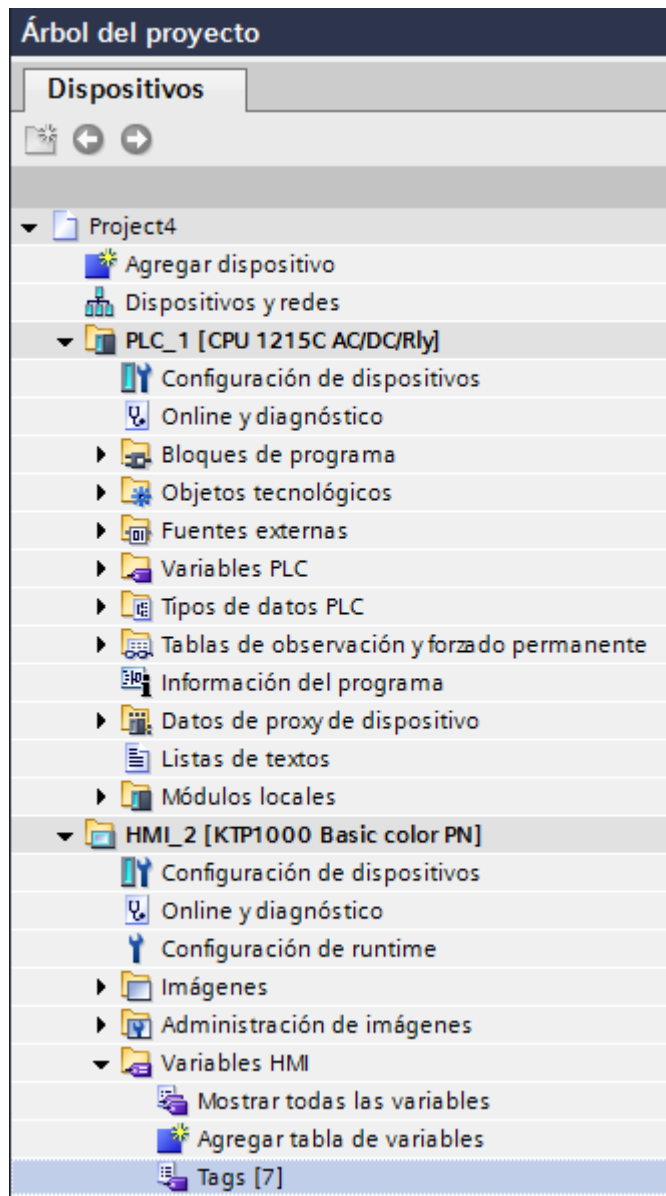 Árbol del proyecto
Dispositivos
Project4
Agregar dispositivo
Dispositivos y redes
PLC_1 [CPU 1215C AC/DC/Rly]
Configuración de dispositivos
Online y diagnóstico
Bloques de programa
Objetos tecnológicos
Fuentes externas
Variables PLC
Tipos de datos PLC
Tablas de observación y forzado permanente
Información del programa
Datos de proxy de dispositivo
Listas de textos
Módulos locales
HMI_2 [KTP1000 Basic color PN]
Configuración de dispositivos
Online y diagnóstico
Configuración de runtime
Imágenes
Administración de imágenes
Variables HMI
Mostrar todas las variables
Agregar tabla de variables
Tags [7]